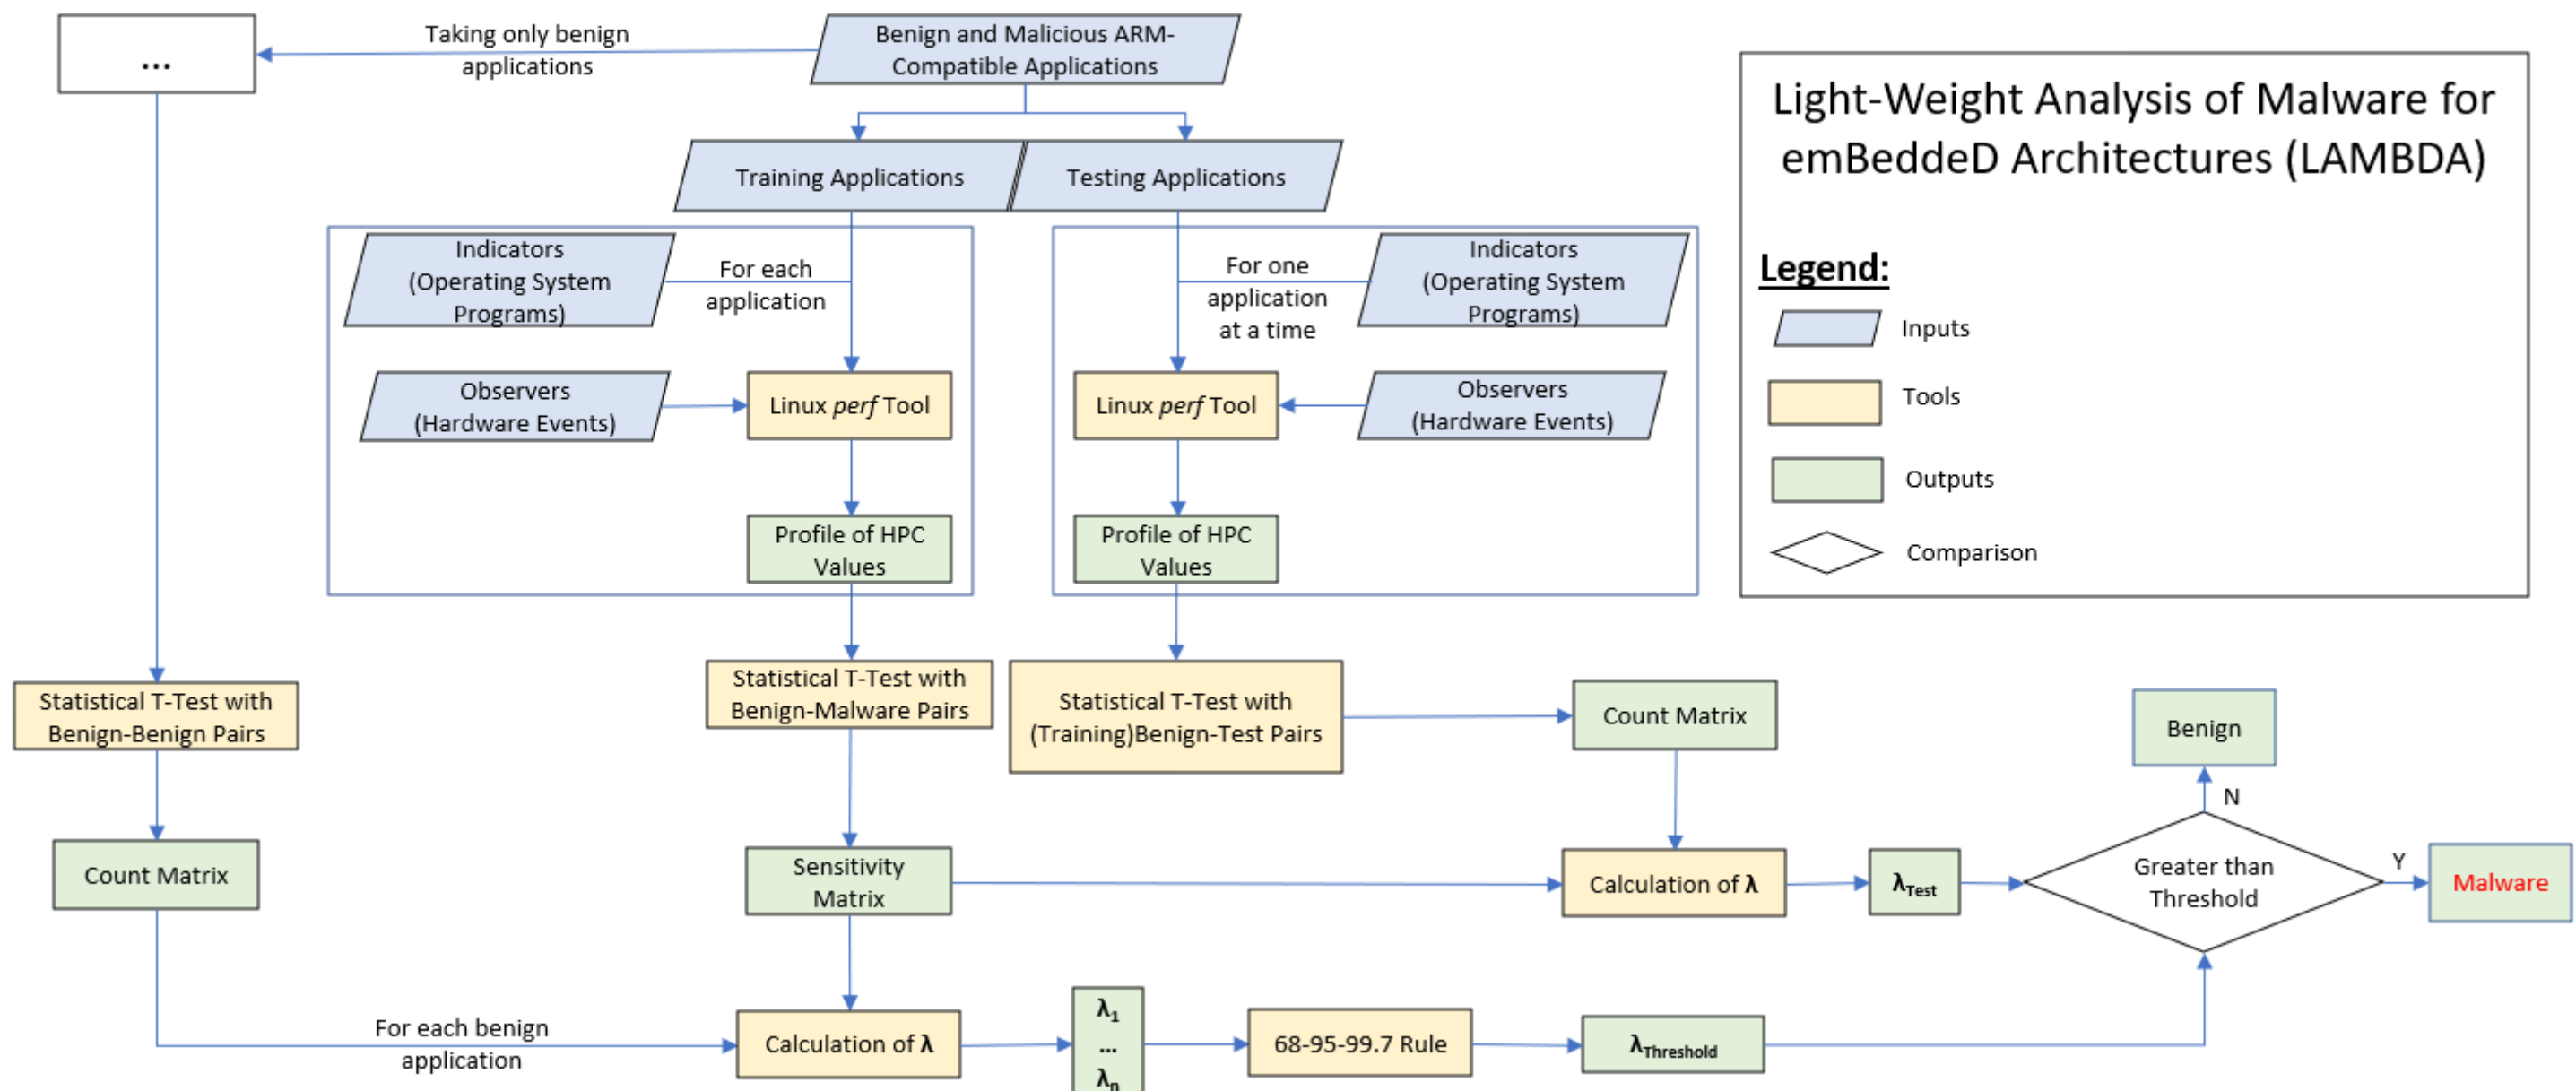 ...
Taking only benign
applications
Benign and Malicious ARM-
Compatible Applications
Light-Weight Analysis of Malware for
emBeddeD Architectures (LAMBDA)
Legend:
Inputs
Tools
Outputs
Comparison
Training Applications
Testing Applications
Indicators
(Operating System
Programs)
For each
application
For one
application
at a time
Indicators
(Operating System
Programs)
Observers
(Hardware Events)
Linux perf Tool
Linux perf Tool
Observers
(Hardware Events)
Profile of HPC
Values
Profile of HPC
Values
Statistical T-Test with
Benign-Benign Pairs
Statistical T-Test with
Benign-Malware Pairs
Statistical T-Test with
(Training)Benign-Test Pairs
Count Matrix
Benign
N
Count Matrix
Sensitivity
Matrix
Calculation of λ
λTest
Greater than
Threshold
Y
Malware
For each benign
application
Calculation of λ
λ1
...
λn
68-95-99.7 Rule
λThreshold